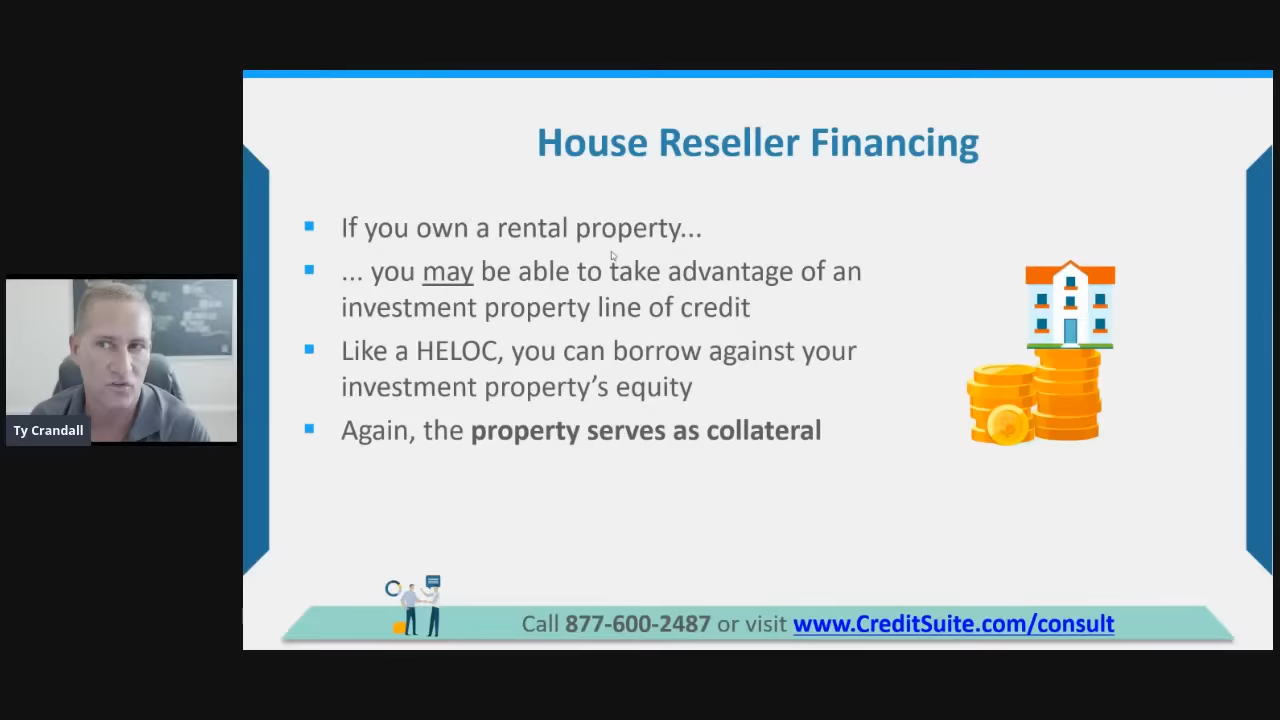 House Reseller Financing
If you own a rental property...
... you may be able to take advantage of an
investment property line of credit
Like a HELOC, you can borrow against your
investment property’s equity
Again, the property serves as collateral
Ty Crandall
Call 877-600-2487 or visit www.CreditSuite.com/consult